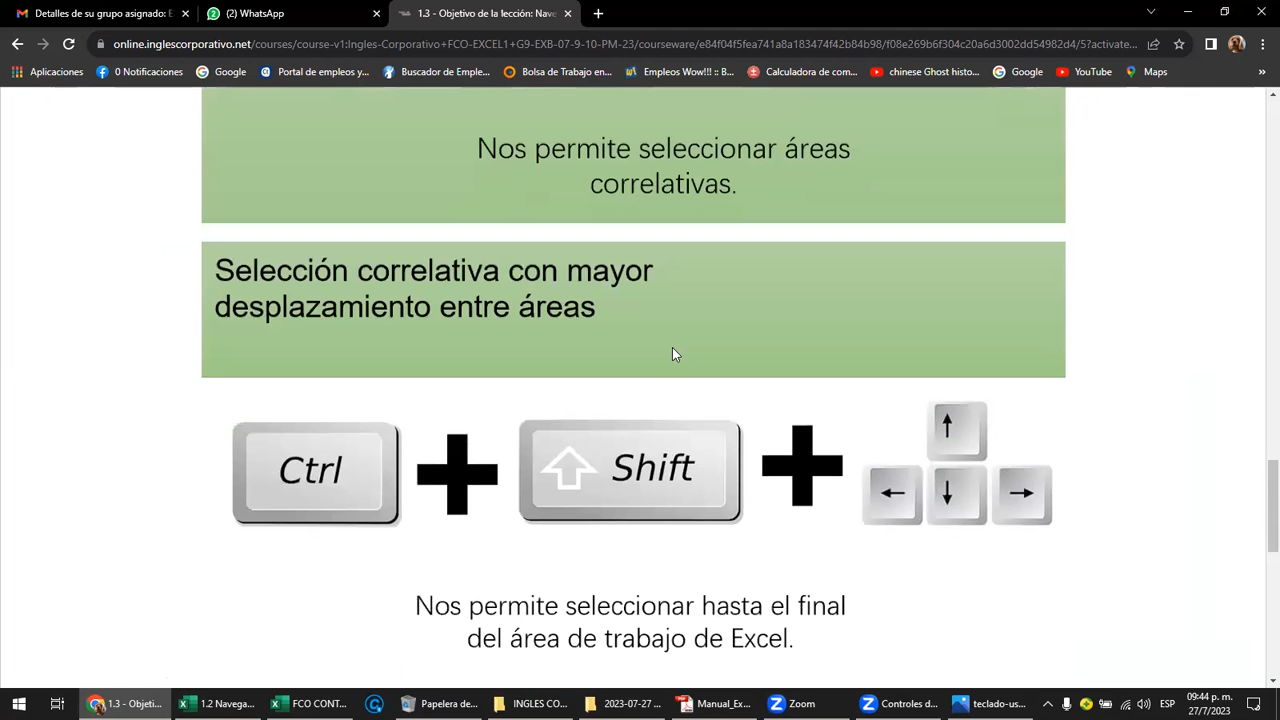 Detalles de su grupo asignado: E
(2) WhatsApp
1.3 - Objetivo de la lección: Nave
online.inglescorporativo.net/courses/course-v1:Ingles-Corporativo+FCO-EXCEL1+G9-EXB-07-9-10-PM-23/courseware/e84f04f5fea741a8a183474f42b84b98/f08e269b6f304c20a6d3002dd54982d4/5?activate...
Aplicaciones
0 Notificaciones
Google
Portal de empleos y...
Buscador de Emple...
Bolsa de Trabajo en...
Empleos Wow!!! :: B...
Calculadora de com...
chinese Ghost histo...
Google
YouTube
Maps
»
Nos permite seleccionar áreas
correlativas.
Selección correlativa con mayor
desplazamiento entre áreas
Ctrl + Shift +
Nos permite seleccionar hasta el final
del área de trabajo de Excel.
1.3 - Objeti...
1.2 Navega...
FCO CONT...
Papelera de...
INGLES CO...
2023-07-27 ...
Manual_Ex...
Zoom
Controles d...
teclado-us...
ESP
09:44 p. m.
27/7/2023